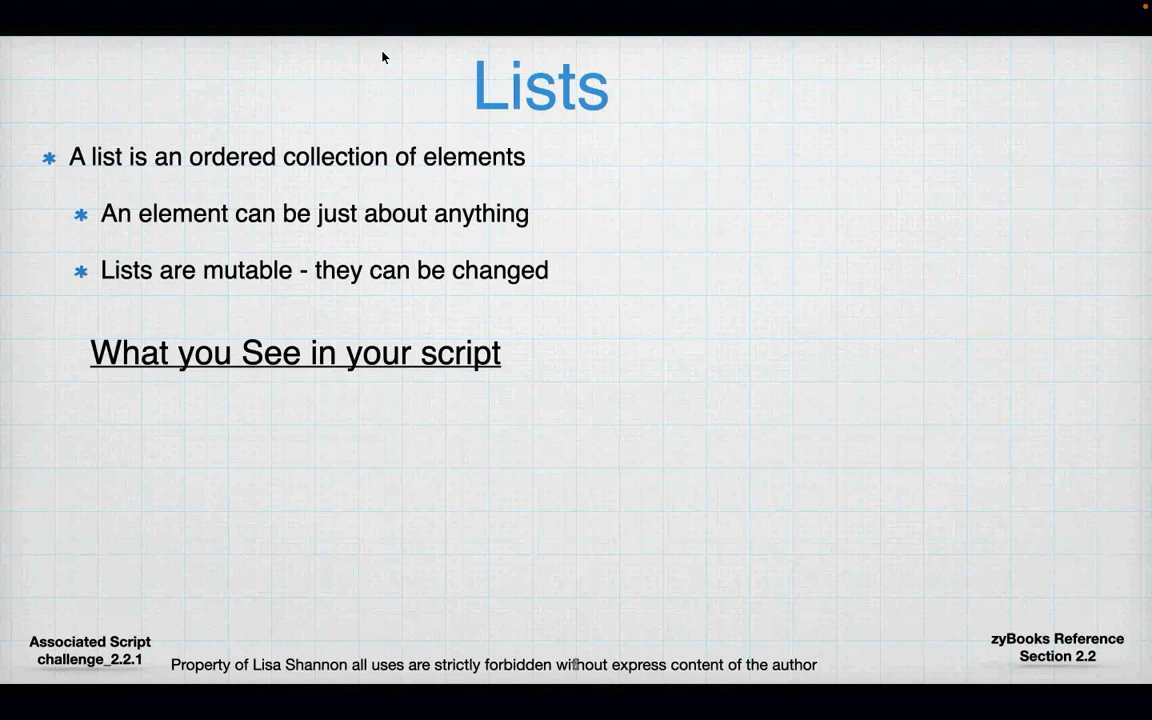 Lists
* A list is an ordered collection of elements
* An element can be just about anything
* Lists are mutable - they can be changed
What you See in your script
Associated Script
challenge_2.2.1
Property of Lisa Shannon all uses are strictly forbidden without express content of the author
zyBooks Reference
Section 2.2